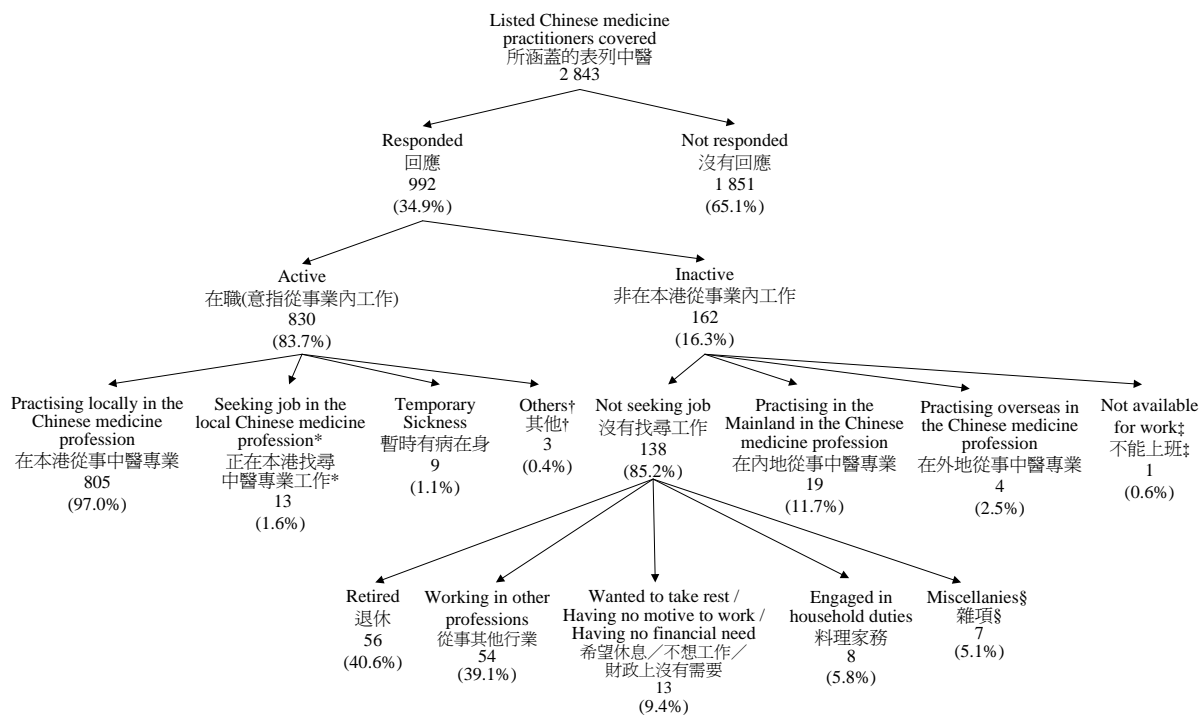 Listed Chinese medicine
practitioners covered
所涵蓋的表列中醫
2 843
Responded
回應
992
(34.9%)
Not responded
沒有回應
1 851
(65.1%)
Active
在職(意指從事業內工作)
830
(83.7%)
Inactive
非在本港從事業內工作
162
(16.3%)
Practising locally in the
Chinese medicine
profession
在本港從事中醫專業
805
(97.0%)
Seeking job in the
local Chinese medicine
profession*
正在本港找尋
中醫專業工作*
13
(1.6%)
Temporary
Sickness
暫時有病在身
9
(1.1%)
Others†
其他†
3
(0.4%)
Not seeking job
沒有找尋工作
138
(85.2%)
Practising in the
Mainland in the Chinese
medicine profession
在內地從事中醫專業
19
(11.7%)
Practising overseas in
the Chinese medicine
profession
在外地從事中醫專業
4
(2.5%)
Not available
for work‡
不能上班‡
1
(0.6%)
Retired
退休
56
(40.6%)
Working in other
professions
從事其他行業
54
(39.1%)
Wanted to take rest /
Having no motive to work /
Having no financial need
希望休息／不想工作／
財政上沒有需要
13
(9.4%)
Engaged in
household duties
料理家務
8
(5.8%)
Miscellanies§
雜項§
7
(5.1%)